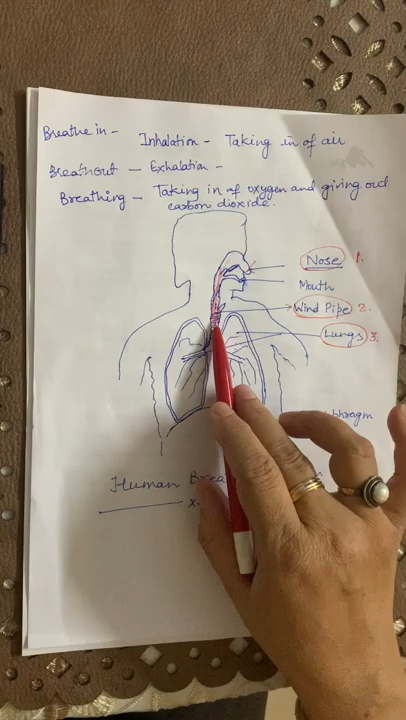 Breathe in - Inhalation - Taking in of air
Breathout - Exhalation -
Breathing - Taking in of oxygen and giving out
carbon dioxide.
Nose 1.
Mouth
Wind Pipe 2.
Lungs 3.
Human